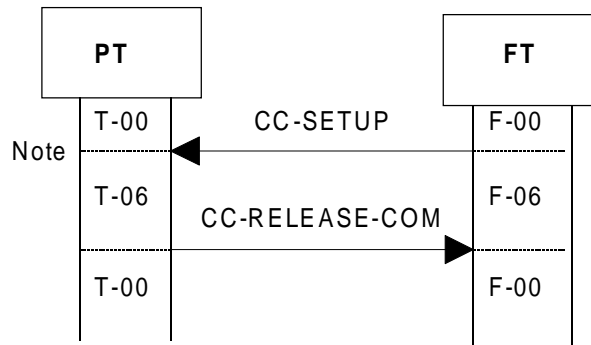 PT FT
T-00 CC-SETUP F-00
Note
T-06 F-06
CC-RELEASE-COM
T-00 F-00